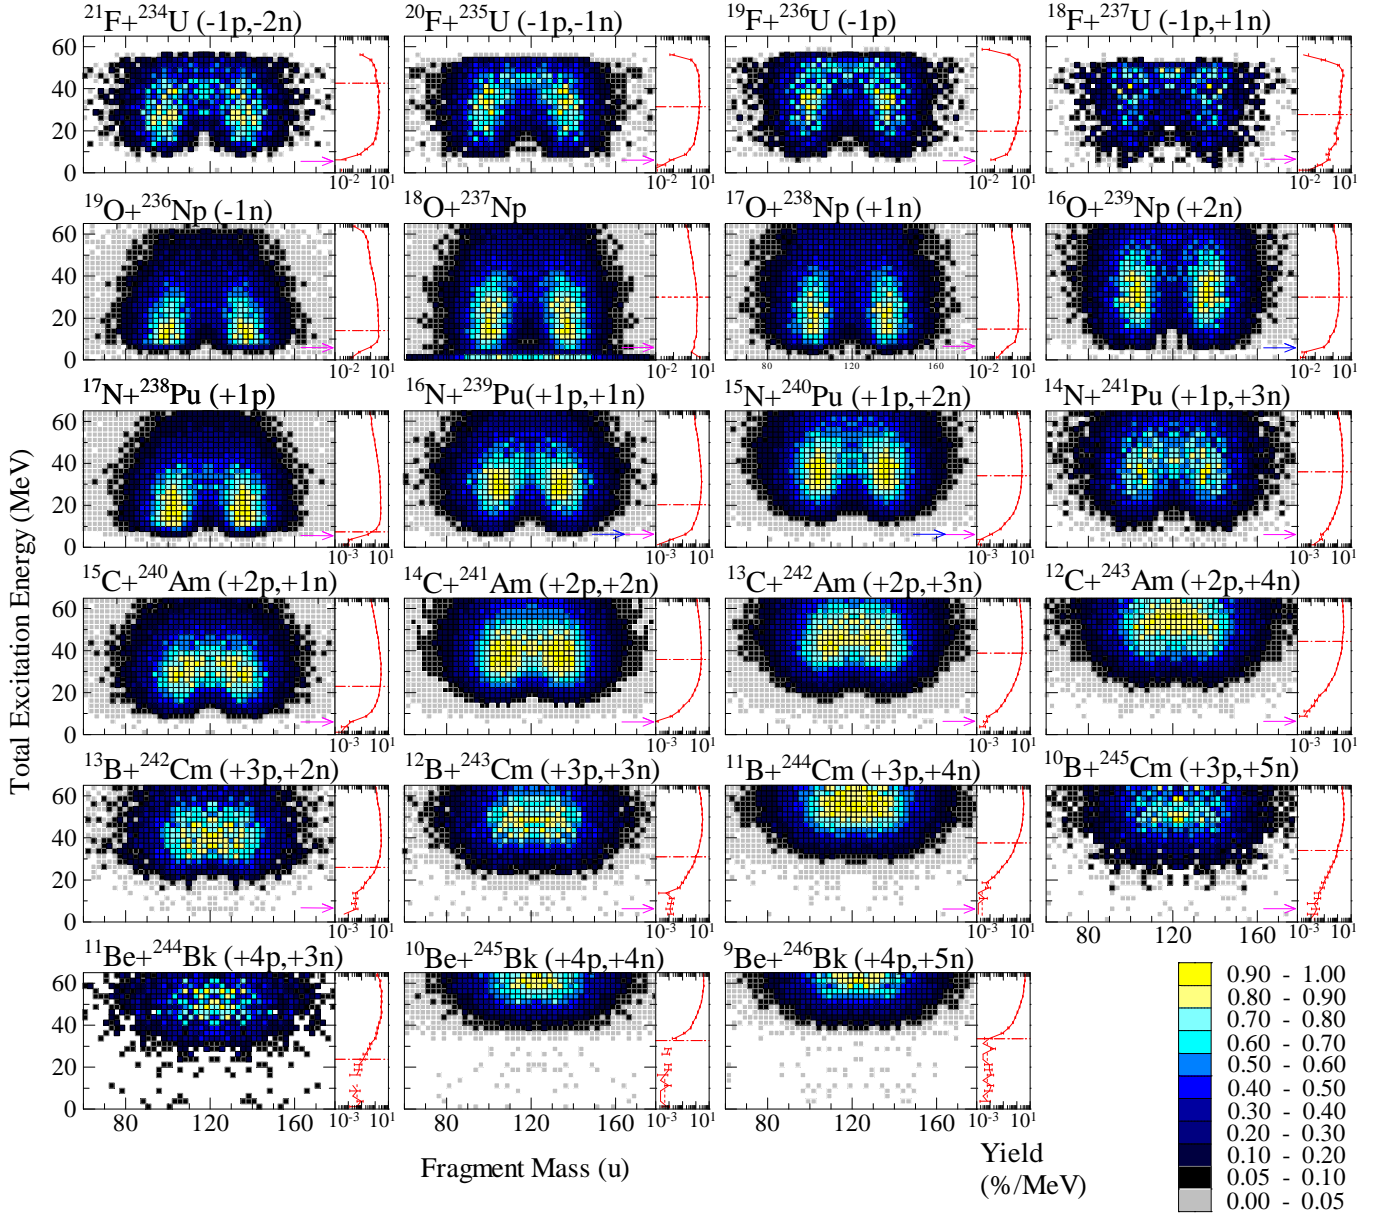 ²¹F+²³⁴U (-1p,-2n) ²⁰F+²³⁵U (-1p,-1n) ¹⁹F+²³⁶U (-1p) ¹⁸F+²³⁷U (-1p,+1n)
60
40
20
0
10⁻² 10¹ 10⁻² 10¹ 10⁻² 10¹ 10⁻² 10¹
¹⁹O+²³⁶Np (-1n) ¹⁸O+²³⁷Np ¹⁷O+²³⁸Np (+1n) ¹⁶O+²³⁹Np (+2n)
60
40
20
0
80 120 160
10⁻² 10¹ 10⁻² 10¹ 10⁻² 10¹ 10⁻² 10¹
¹⁷N+²³⁸Pu (+1p) ¹⁶N+²³⁹Pu(+1p,+1n) ¹⁵N+²⁴⁰Pu (+1p,+2n) ¹⁴N+²⁴¹Pu (+1p,+3n)
60
40
20
0
10⁻³ 10¹ 10⁻³ 10¹ 10⁻³ 10¹ 10⁻³ 10¹
Total Excitation Energy (MeV)
¹⁵C+²⁴⁰Am (+2p,+1n) ¹⁴C+²⁴¹Am (+2p,+2n) ¹³C+²⁴²Am (+2p,+3n) ¹²C+²⁴³Am (+2p,+4n)
60
40
20
0
10⁻³ 10¹ 10⁻³ 10¹ 10⁻³ 10¹ 10⁻³ 10¹
¹³B+²⁴²Cm (+3p,+2n) ¹²B+²⁴³Cm (+3p,+3n) ¹¹B+²⁴⁴Cm (+3p,+4n) ¹⁰B+²⁴⁵Cm (+3p,+5n)
60
40
20
0
10⁻³ 10¹ 10⁻³ 10¹ 10⁻³ 10¹ 10⁻³ 10¹
80 120 160
¹¹Be+²⁴⁴Bk (+4p,+3n) ¹⁰Be+²⁴⁵Bk (+4p,+4n) ⁹Be+²⁴⁶Bk (+4p,+5n)
60
40
20
0
10⁻³ 10¹ 10⁻³ 10¹ 10⁻³ 10¹
80 120 160 80 120 160 80 120 160
Fragment Mass (u)
Yield
(%/MeV)
0.90 - 1.00
0.80 - 0.90
0.70 - 0.80
0.60 - 0.70
0.50 - 0.60
0.40 - 0.50
0.30 - 0.40
0.20 - 0.30
0.10 - 0.20
0.05 - 0.10
0.00 - 0.05